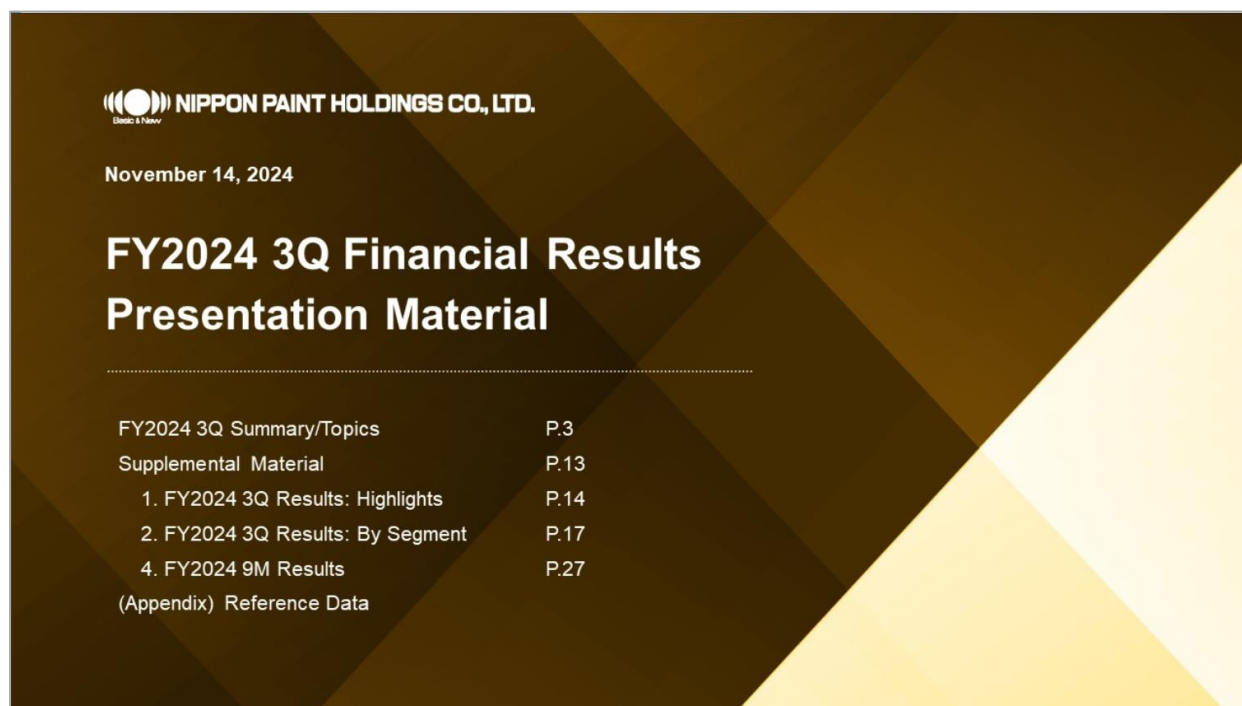 NIPPON PAINT HOLDINGS CO., LTD.
Basic & New
November 14, 2024
FY2024 3Q Financial Results
Presentation Material
FY2024 3Q Summary/Topics P.3
Supplemental Material P.13
1. FY2024 3Q Results: Highlights P.14
2. FY2024 3Q Results: By Segment P.17
4. FY2024 9M Results P.27
(Appendix) Reference Data